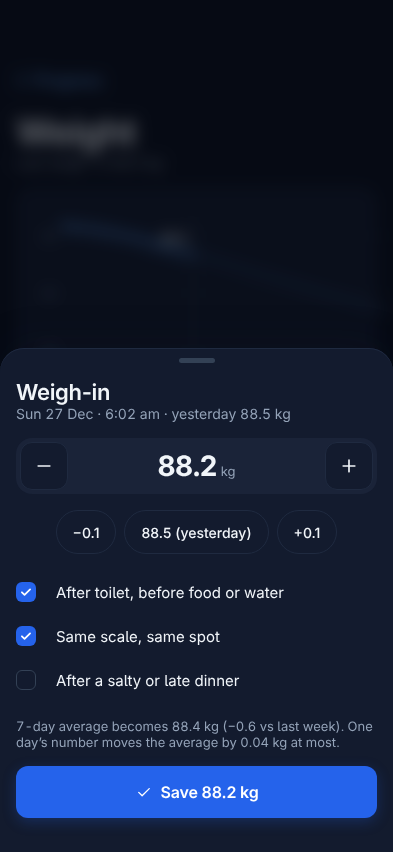 Weight
Weigh-in
Sun 27 Dec · 6:02 am · yesterday 88.5 kg
− 88.2 kg +
−0.1 88.5 (yesterday) +0.1
After toilet, before food or water
Same scale, same spot
After a salty or late dinner
7-day average becomes 88.4 kg (−0.6 vs last week). One
day's number moves the average by 0.04 kg at most.
Save 88.2 kg